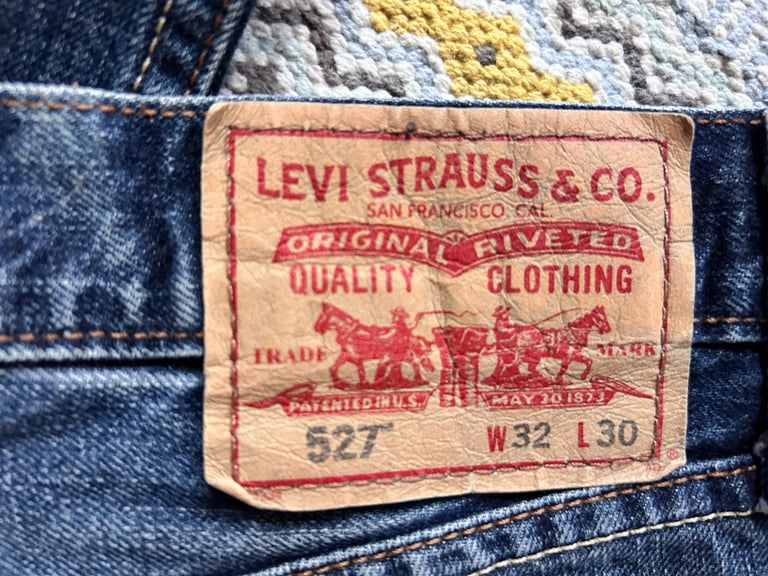 LEVI STRAUSS & CO.
SAN FRANCISCO, CAL.
ORIGINAL RIVETED
QUALITY CLOTHING
TRADE MARK
PATENTED IN U.S. MAY 20 1873
527™ W32 L30
®